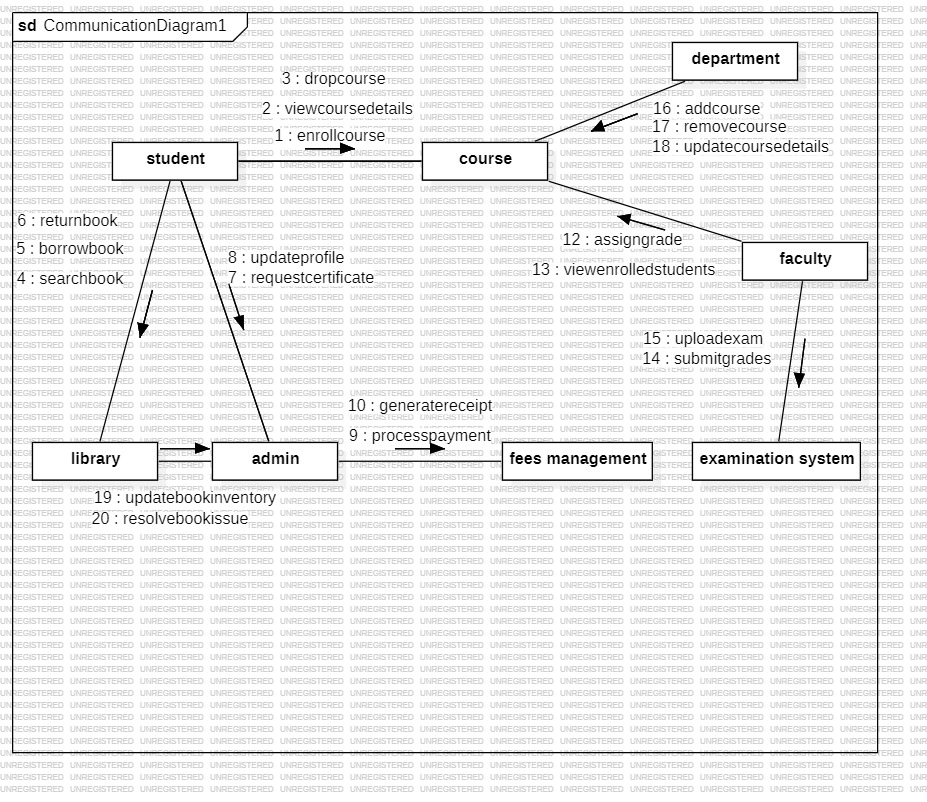 sd CommunicationDiagram1
department
3 : dropcourse
2 : viewcoursedetails
1 : enrollcourse
16 : addcourse
17 : removecourse
18 : updatecoursedetails
student
course
6 : returnbook
5 : borrowbook
4 : searchbook
8 : updateprofile
7 : requestcertificate
12 : assigngrade
13 : viewenrolledstudents
faculty
15 : uploadexam
14 : submitgrades
10 : generatereceipt
9 : processpayment
library
admin
fees management
examination system
19 : updatebookinventory
20 : resolvebookissue
UNREGISTERED